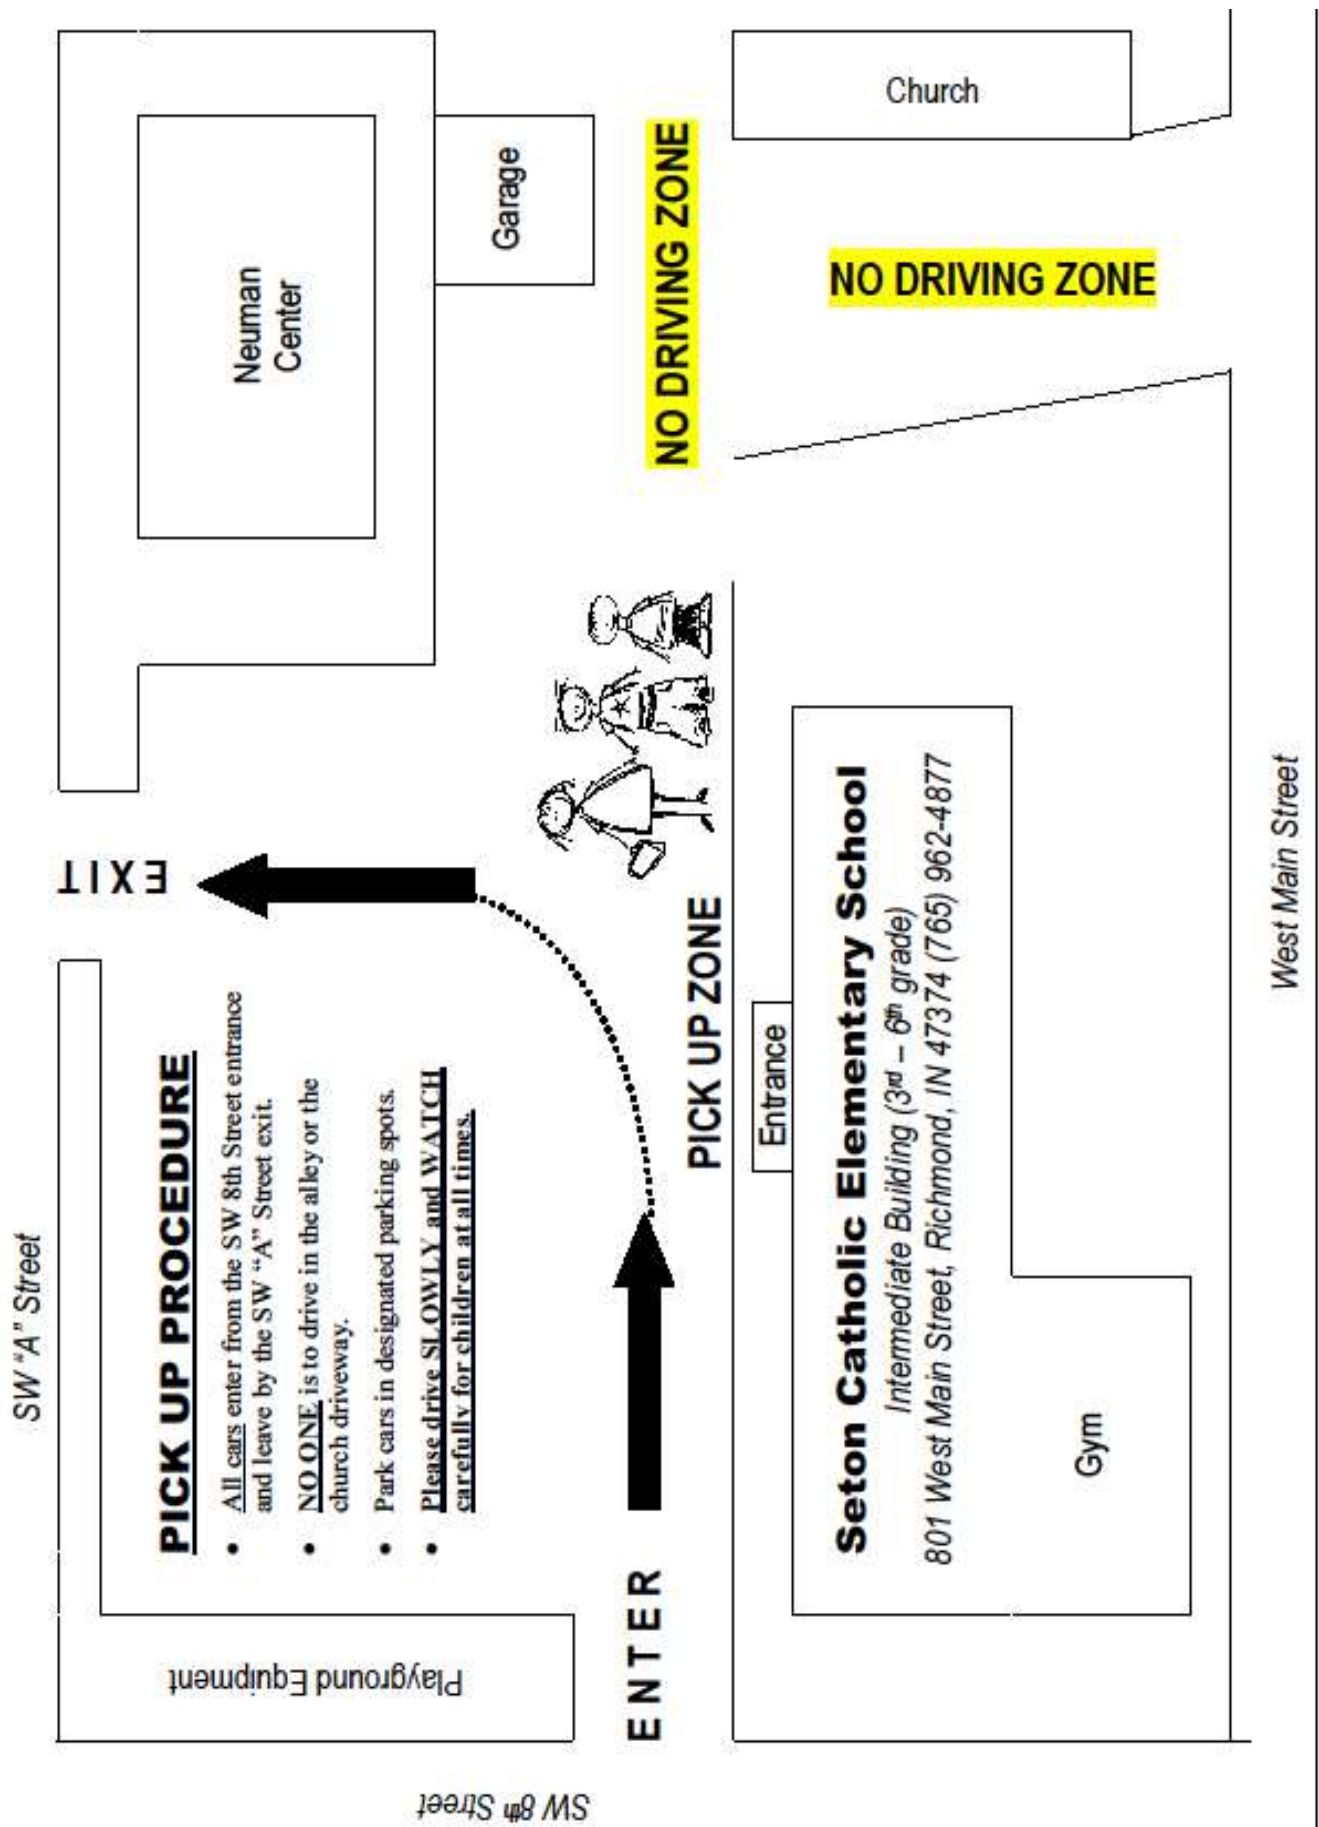 SW “A” Street
EXIT
PICK UP PROCEDURE
• All cars enter from the SW 8th Street entrance
and leave by the SW “A” Street exit.
• NO ONE is to drive in the alley or the
church driveway.
• Park cars in designated parking spots.
• Please drive SLOWLY and WATCH
carefully for children at all times.
Playground Equipment
SW 8th Street
ENTER
Neuman
Center
Garage
NO DRIVING ZONE
Church
NO DRIVING ZONE
PICK UP ZONE
Entrance
Seton Catholic Elementary School
Intermediate Building (3rd – 6th grade)
801 West Main Street, Richmond, IN 47374 (765) 962-4877
Gym
West Main Street